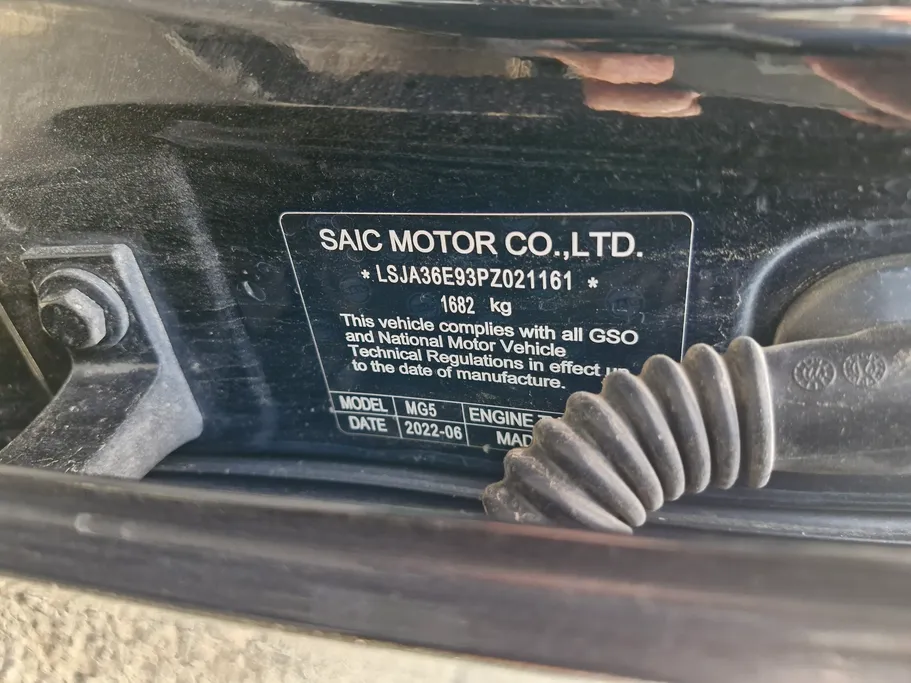 SAIC MOTOR CO.,LTD.
* LSJA36E93PZ021161 *
1682 kg
This vehicle complies with all GSO
and National Motor Vehicle
Technical Regulations in effect
to the date of manufacture.
MODEL MG5 ENGINE
DATE 2022-06